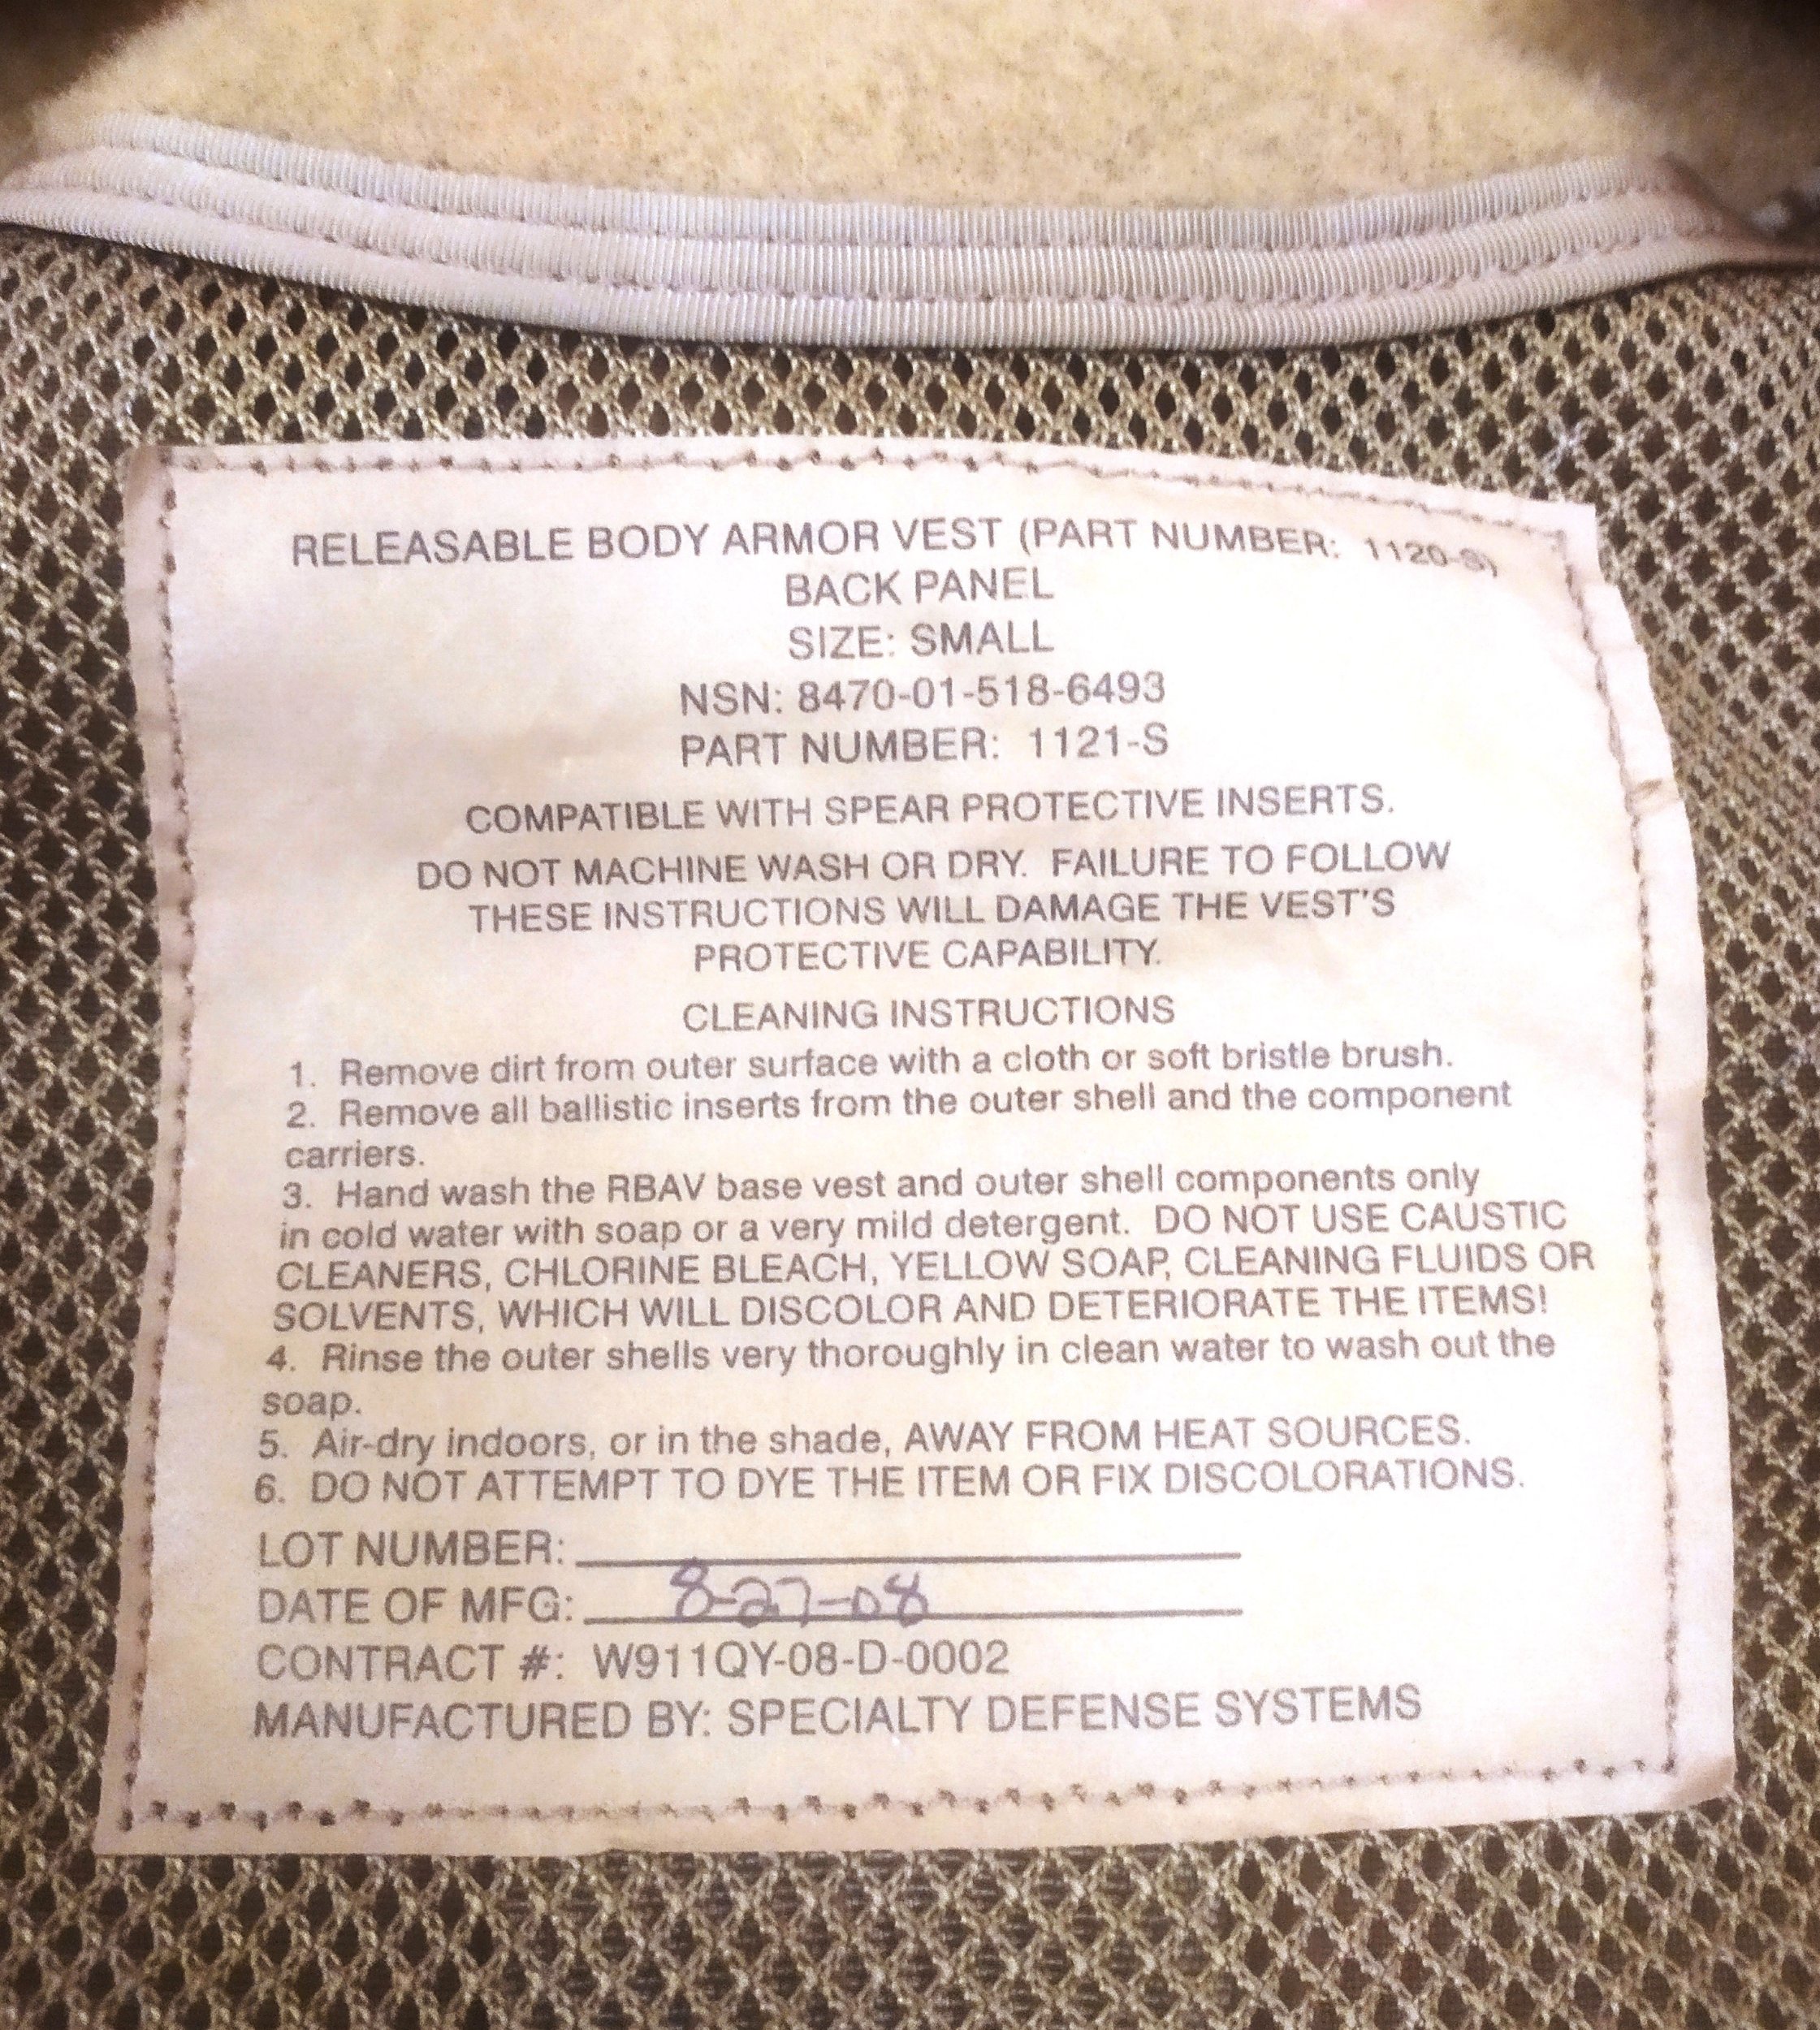 RELEASABLE BODY ARMOR VEST (PART NUMBER: 1120-S)
BACK PANEL
SIZE: SMALL
NSN: 8470-01-518-6493
PART NUMBER: 1121-S
COMPATIBLE WITH SPEAR PROTECTIVE INSERTS.
DO NOT MACHINE WASH OR DRY. FAILURE TO FOLLOW
THESE INSTRUCTIONS WILL DAMAGE THE VEST'S
PROTECTIVE CAPABILITY.
CLEANING INSTRUCTIONS
1. Remove dirt from outer surface with a cloth or soft bristle brush.
2. Remove all ballistic inserts from the outer shell and the component
carriers.
3. Hand wash the RBAV base vest and outer shell components only
in cold water with soap or a very mild detergent. DO NOT USE CAUSTIC
CLEANERS, CHLORINE BLEACH, YELLOW SOAP, CLEANING FLUIDS OR
SOLVENTS, WHICH WILL DISCOLOR AND DETERIORATE THE ITEMS!
4. Rinse the outer shells very thoroughly in clean water to wash out the
soap.
5. Air-dry indoors, or in the shade, AWAY FROM HEAT SOURCES.
6. DO NOT ATTEMPT TO DYE THE ITEM OR FIX DISCOLORATIONS.
LOT NUMBER:
DATE OF MFG: 8-27-08
CONTRACT #: W911QY-08-D-0002
MANUFACTURED BY: SPECIALTY DEFENSE SYSTEMS